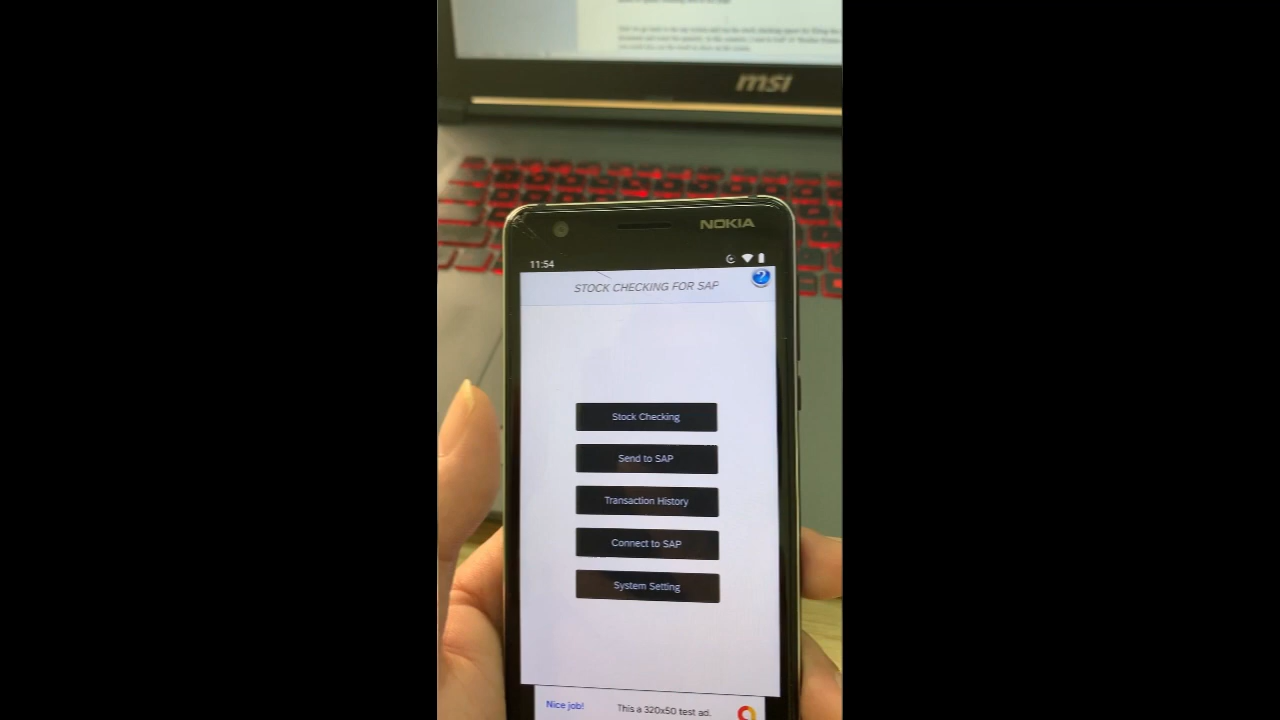 msi
NOKIA
11:54
STOCK CHECKING FOR SAP
?
Stock Checking
Send to SAP
Transaction History
Connect to SAP
System Setting
Nice job!
This a 320x50 test ad.